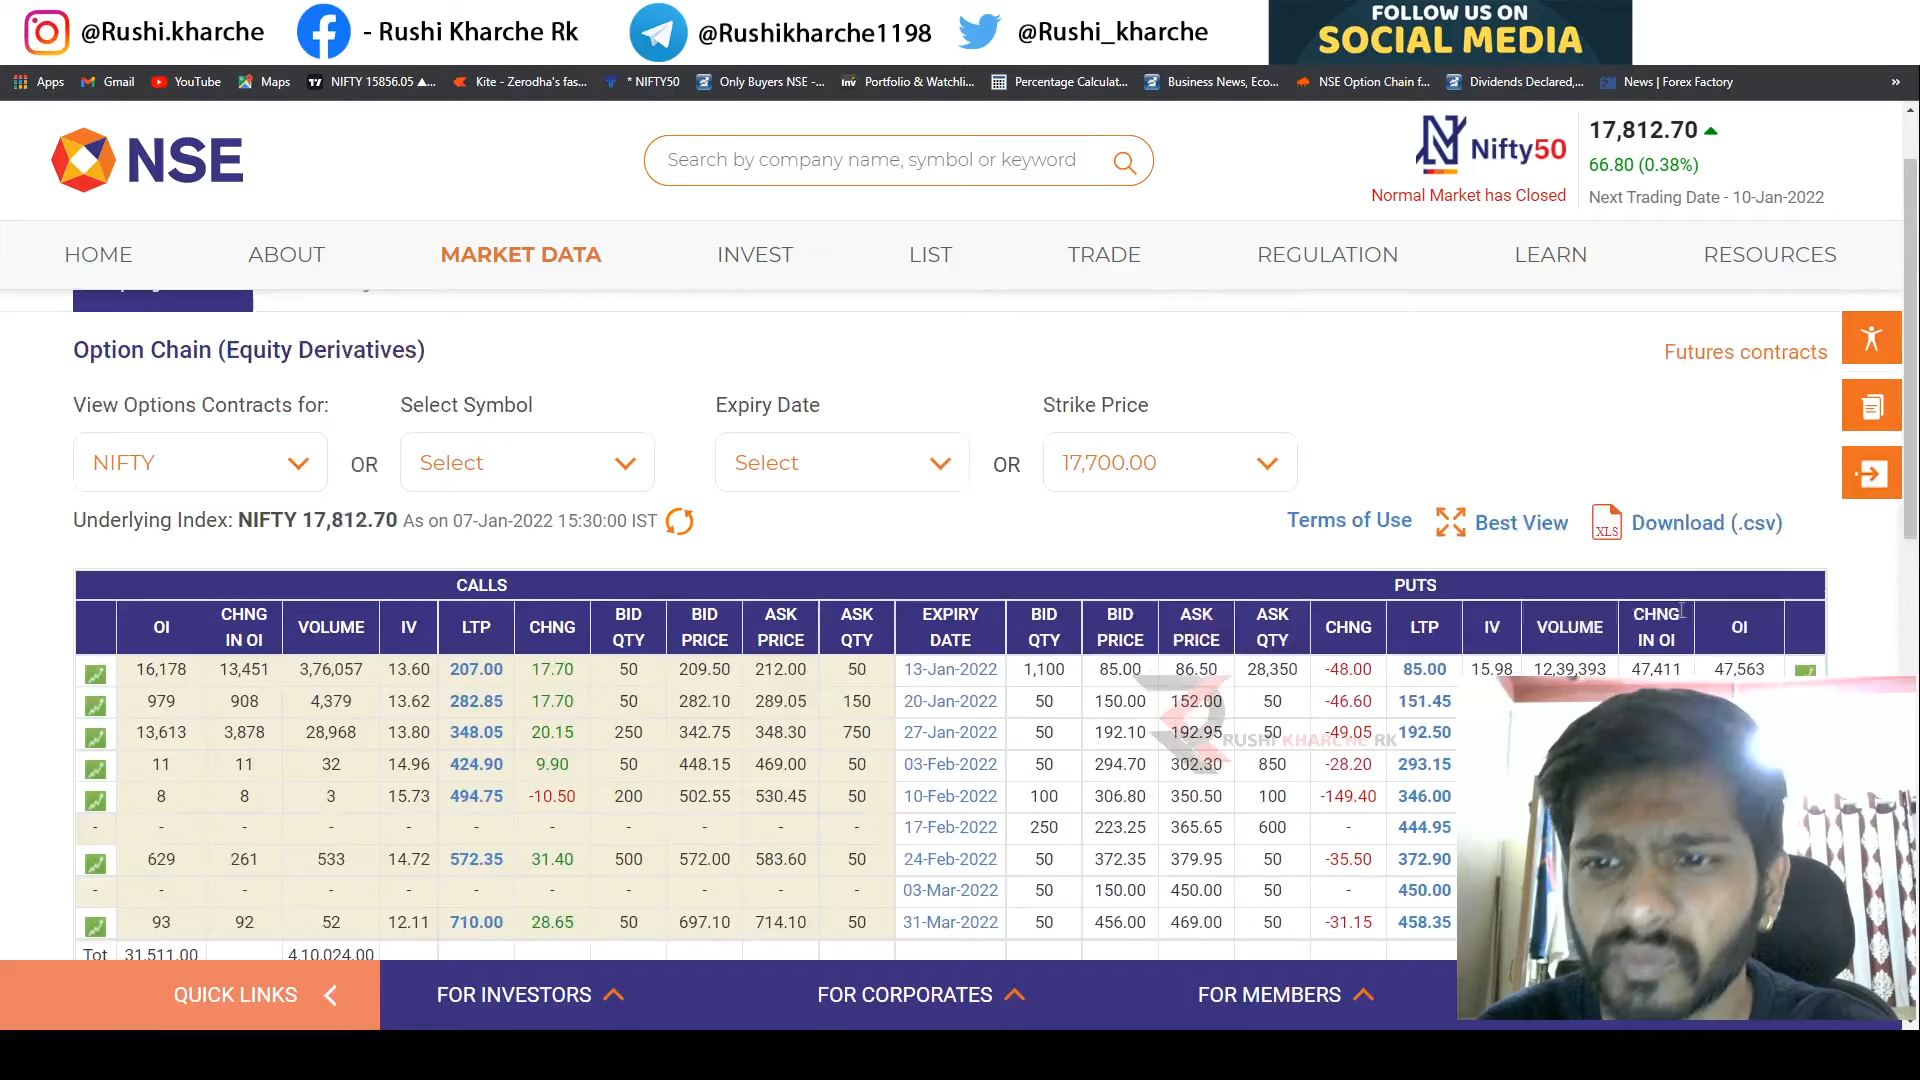 @Rushi.kharche - Rushi Kharche Rk @Rushikharche1198 @Rushi_kharche
FOLLOW US ON
SOCIAL MEDIA
Apps Gmail YouTube Maps NIFTY 15856.05 ▲... Kite - Zerodha's fas... * NIFTY50 Only Buyers NSE -... Inv Portfolio & Watchli... Percentage Calculat... Business News, Eco... NSE Option Chain f... Dividends Declared,... News | Forex Factory »
NSE
Search by company name, symbol or keyword
Nifty50
Normal Market has Closed
17,812.70
66.80 (0.38%)
Next Trading Date - 10-Jan-2022
HOME ABOUT MARKET DATA INVEST LIST TRADE REGULATION LEARN RESOURCES
Option Chain (Equity Derivatives)
Futures contracts
View Options Contracts for: Select Symbol Expiry Date Strike Price
NIFTY OR Select Select OR 17,700.00
Underlying Index: NIFTY 17,812.70 As on 07-Jan-2022 15:30:00 IST
Terms of Use Best View XLS Download (.csv)
CALLS PUTS
OI CHNG IN OI VOLUME IV LTP CHNG BID QTY BID PRICE ASK PRICE ASK QTY EXPIRY DATE BID QTY BID PRICE ASK PRICE ASK QTY CHNG LTP IV VOLUME CHNG IN OI OI
16,178 13,451 3,76,057 13.60 207.00 17.70 50 209.50 212.00 50 13-Jan-2022 1,100 85.00 86.50 28,350 -48.00 85.00 15.98 12,39,393 47,411 47,563
979 908 4,379 13.62 282.85 17.70 50 282.10 289.05 150 20-Jan-2022 50 150.00 152.00 50 -46.60 151.45
13,613 3,878 28,968 13.80 348.05 20.15 250 342.75 348.30 750 27-Jan-2022 50 192.10 192.95 50 -49.05 192.50
RUSHI KHARCHE RK
11 11 32 14.96 424.90 9.90 50 448.15 469.00 50 03-Feb-2022 50 294.70 302.30 850 -28.20 293.15
8 8 3 15.73 494.75 -10.50 200 502.55 530.45 50 10-Feb-2022 100 306.80 350.50 100 -149.40 346.00
- - - - - - - - - - - 17-Feb-2022 250 223.25 365.65 600 - 444.95
629 261 533 14.72 572.35 31.40 500 572.00 583.60 50 24-Feb-2022 50 372.35 379.95 50 -35.50 372.90
- - - - - - - - - - - 03-Mar-2022 50 150.00 450.00 50 - 450.00
93 92 52 12.11 710.00 28.65 50 697.10 714.10 50 31-Mar-2022 50 456.00 469.00 50 -31.15 458.35
Tot 31,511.00 4,10,024.00
QUICK LINKS FOR INVESTORS FOR CORPORATES FOR MEMBERS